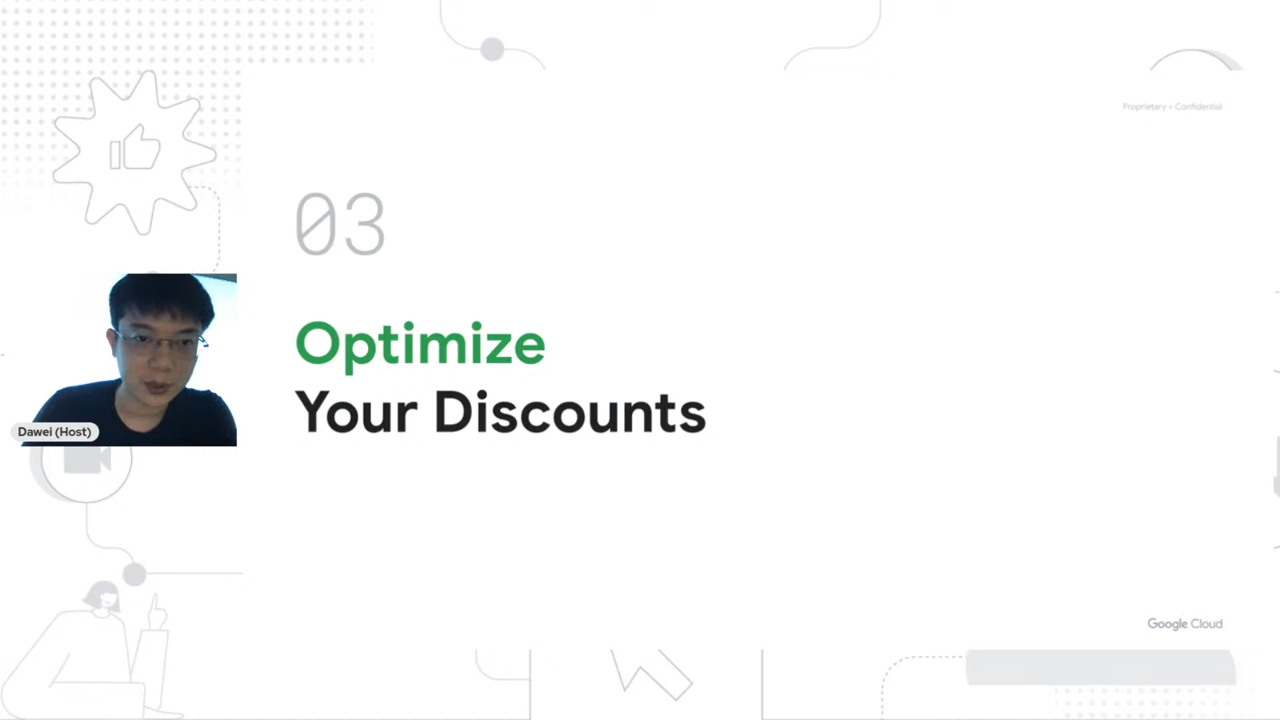 Proprietary + Confidential
03
Optimize
Your Discounts
Dawei (Host)
Google Cloud